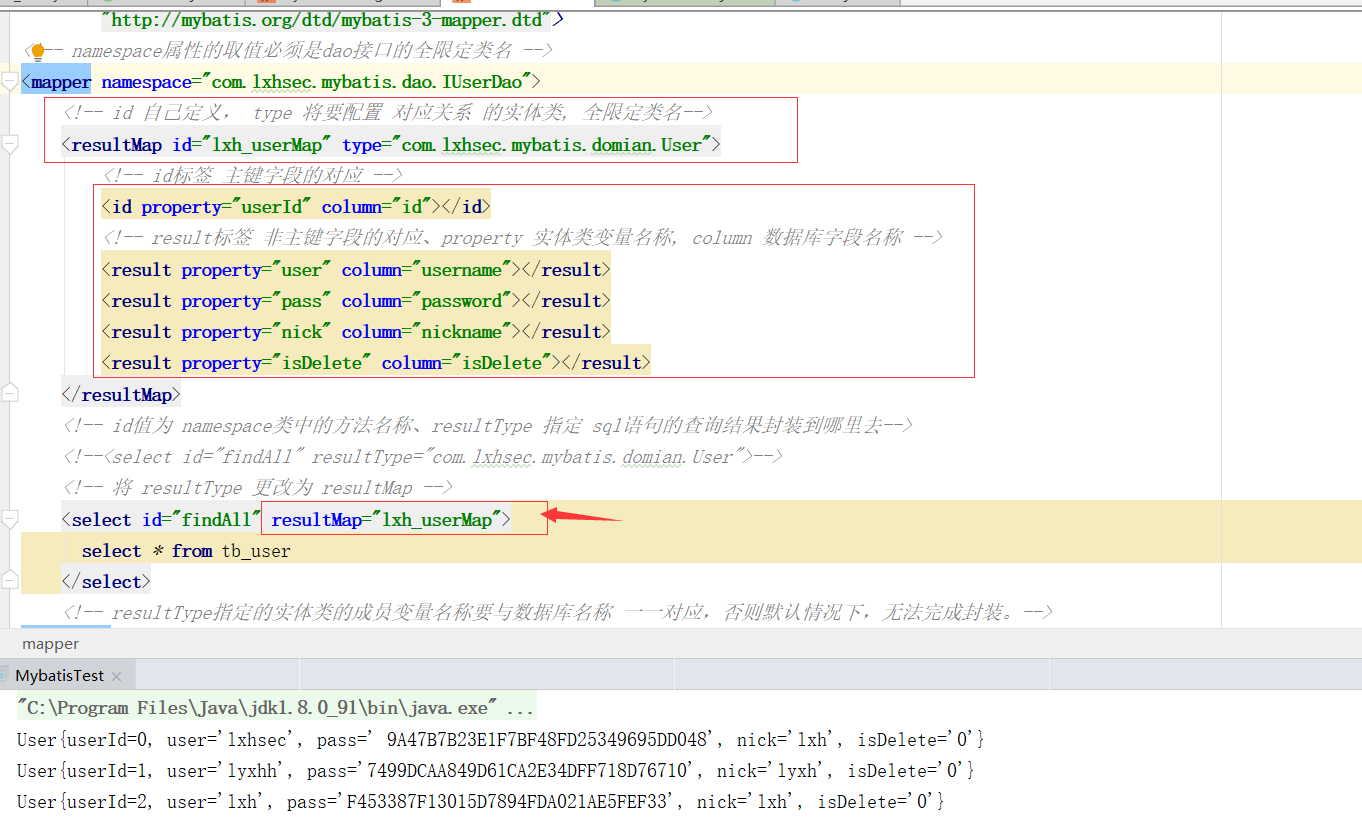 "http://mybatis.org/dtd/mybatis-3-mapper.dtd">
<!-- namespace属性的取值必须是dao接口的全限定类名 -->
<mapper namespace="com.lxhsec.mybatis.dao.IUserDao">
<!-- id 自己定义， type 将要配置 对应关系 的实体类, 全限定类名-->
<resultMap id="lxh_userMap" type="com.lxhsec.mybatis.domian.User">
<!-- id标签 主键字段的对应 -->
<id property="userId" column="id"></id>
<!-- result标签 非主键字段的对应、property 实体类变量名称, column 数据库字段名称 -->
<result property="user" column="username"></result>
<result property="pass" column="password"></result>
<result property="nick" column="nickname"></result>
<result property="isDelete" column="isDelete"></result>
</resultMap>
<!-- id值为 namespace类中的方法名称、resultType 指定 sql语句的查询结果封装到哪里去-->
<!--<select id="findAll" resultType="com.lxhsec.mybatis.domian.User">-->
<!-- 将 resultType 更改为 resultMap -->
<select id="findAll" resultMap="lxh_userMap">
select * from tb_user
</select>
<!-- resultType指定的实体类的成员变量名称要与数据库名称 一一对应，否则默认情况下，无法完成封装。-->
mapper
MybatisTest ×
"C:\Program Files\Java\jdk1.8.0_91\bin\java.exe" ...
User{userId=0, user='lxhsec', pass=' 9A47B7B23E1F7BF48FD25349695DD048', nick='lxh', isDelete='0'}
User{userId=1, user='lyxhh', pass='7499DCAA849D61CA2E34DFF718D76710', nick='lyxh', isDelete='0'}
User{userId=2, user='lxh', pass='F453387F13015D7894FDA021AE5FEF33', nick='lxh', isDelete='0'}